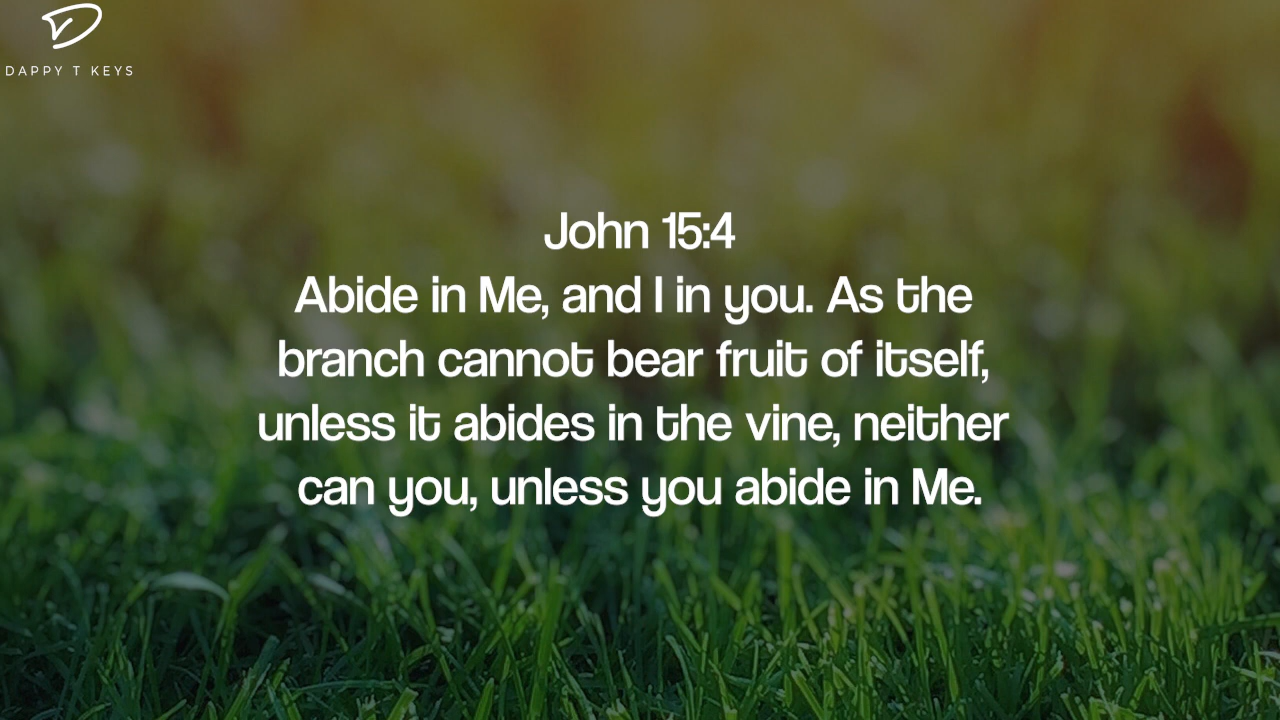 DAPPY T KEYS
John 15:4
Abide in Me, and I in you. As the
branch cannot bear fruit of itself,
unless it abides in the vine, neither
can you, unless you abide in Me.